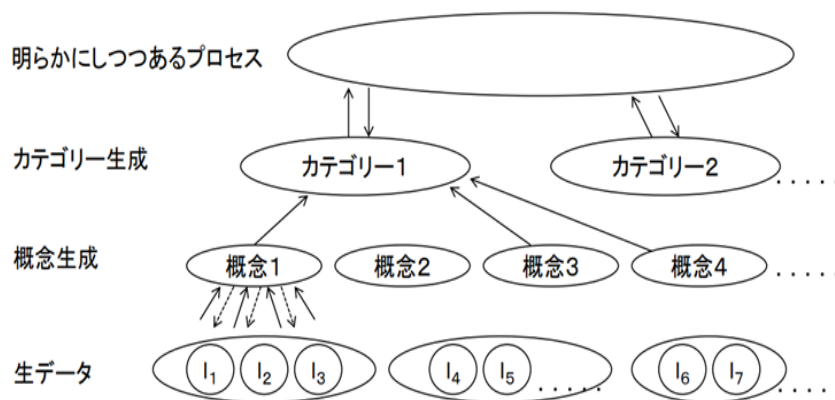 明らかにしつつあるプロセス
カテゴリー生成 カテゴリー1 カテゴリー2 .....
概念生成 概念1 概念2 概念3 概念4 .....
生データ I₁ I₂ I₃ I₄ I₅ ..... I₆ I₇ ....